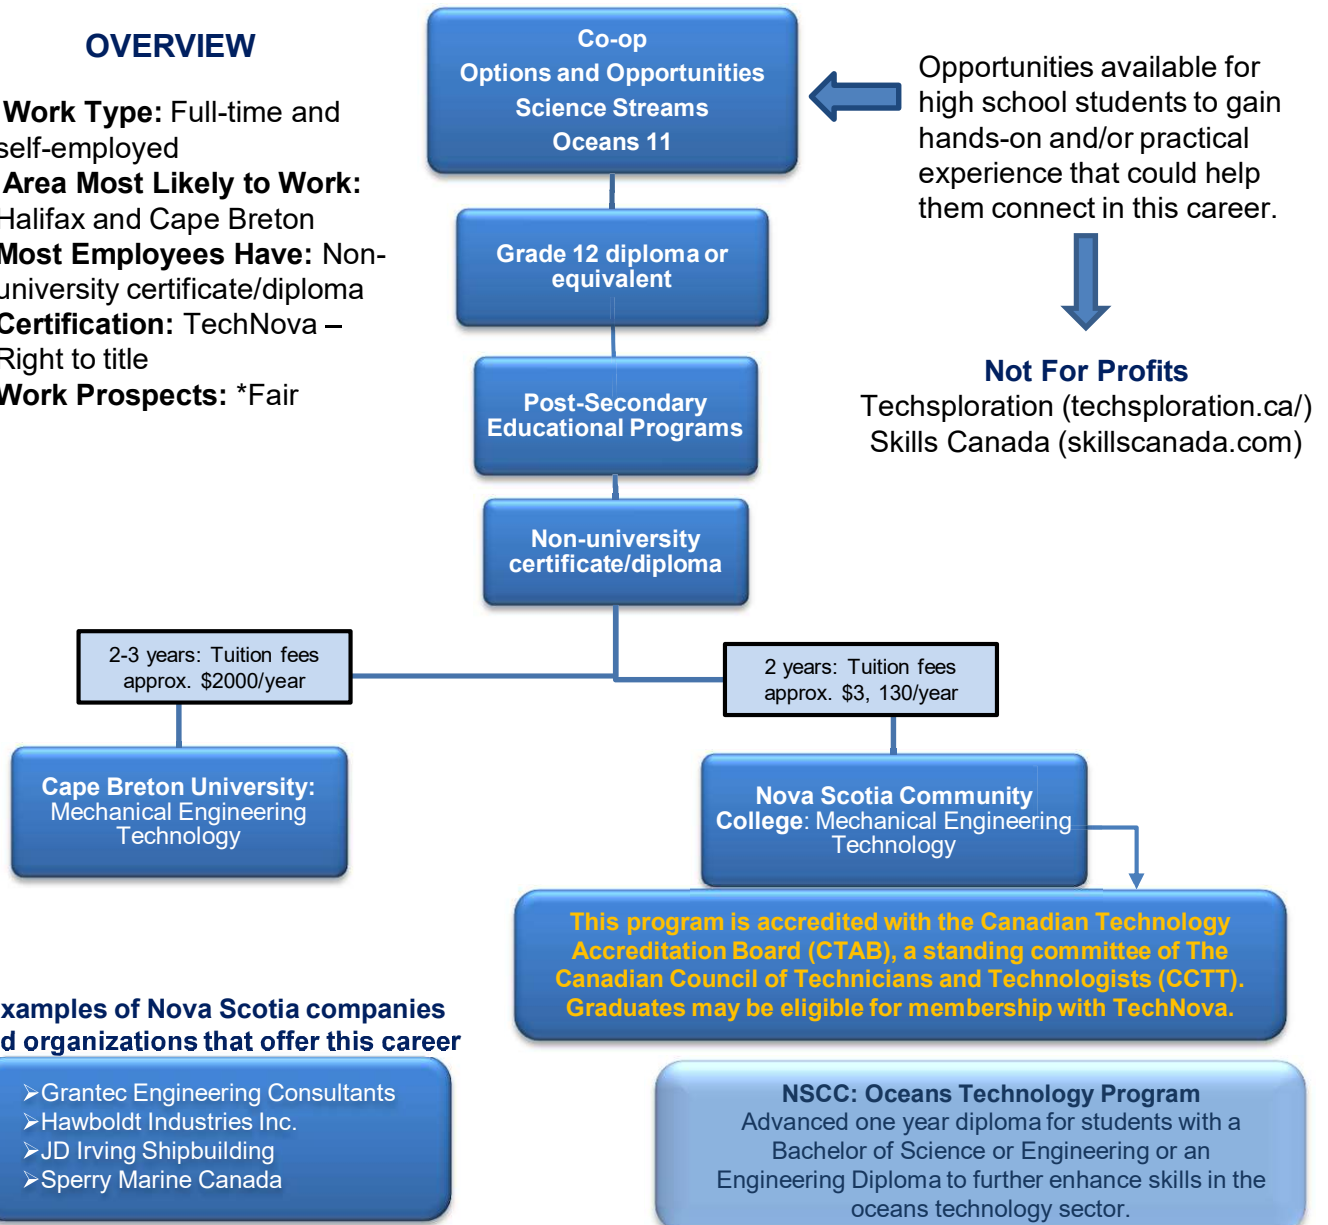 OVERVIEW
Work Type: Full-time and
self-employed
Area Most Likely to Work:
Halifax and Cape Breton
Most Employees Have: Non-
university certificate/diploma
Certification: TechNova –
Right to title
Work Prospects: *Fair
Co-op
Options and Opportunities
Science Streams
Oceans 11
Opportunities available for
high school students to gain
hands-on and/or practical
experience that could help
them connect in this career.
Not For Profits
Techsploration (techsploration.ca/)
Skills Canada (skillscanada.com)
Grade 12 diploma or
equivalent
Post-Secondary
Educational Programs
Non-university
certificate/diploma
2-3 years: Tuition fees
approx. $2000/year
2 years: Tuition fees
approx. $3, 130/year
Cape Breton University:
Mechanical Engineering
Technology
Nova Scotia Community
College: Mechanical Engineering
Technology
This program is accredited with the Canadian Technology
Accreditation Board (CTAB), a standing committee of The
Canadian Council of Technicians and Technologists (CCTT).
Graduates may be eligible for membership with TechNova.
xamples of Nova Scotia companies
d organizations that offer this career
➢Grantec Engineering Consultants
➢Hawboldt Industries Inc.
➢JD Irving Shipbuilding
➢Sperry Marine Canada
NSCC: Oceans Technology Program
Advanced one year diploma for students with a
Bachelor of Science or Engineering or an
Engineering Diploma to further enhance skills in the
oceans technology sector.